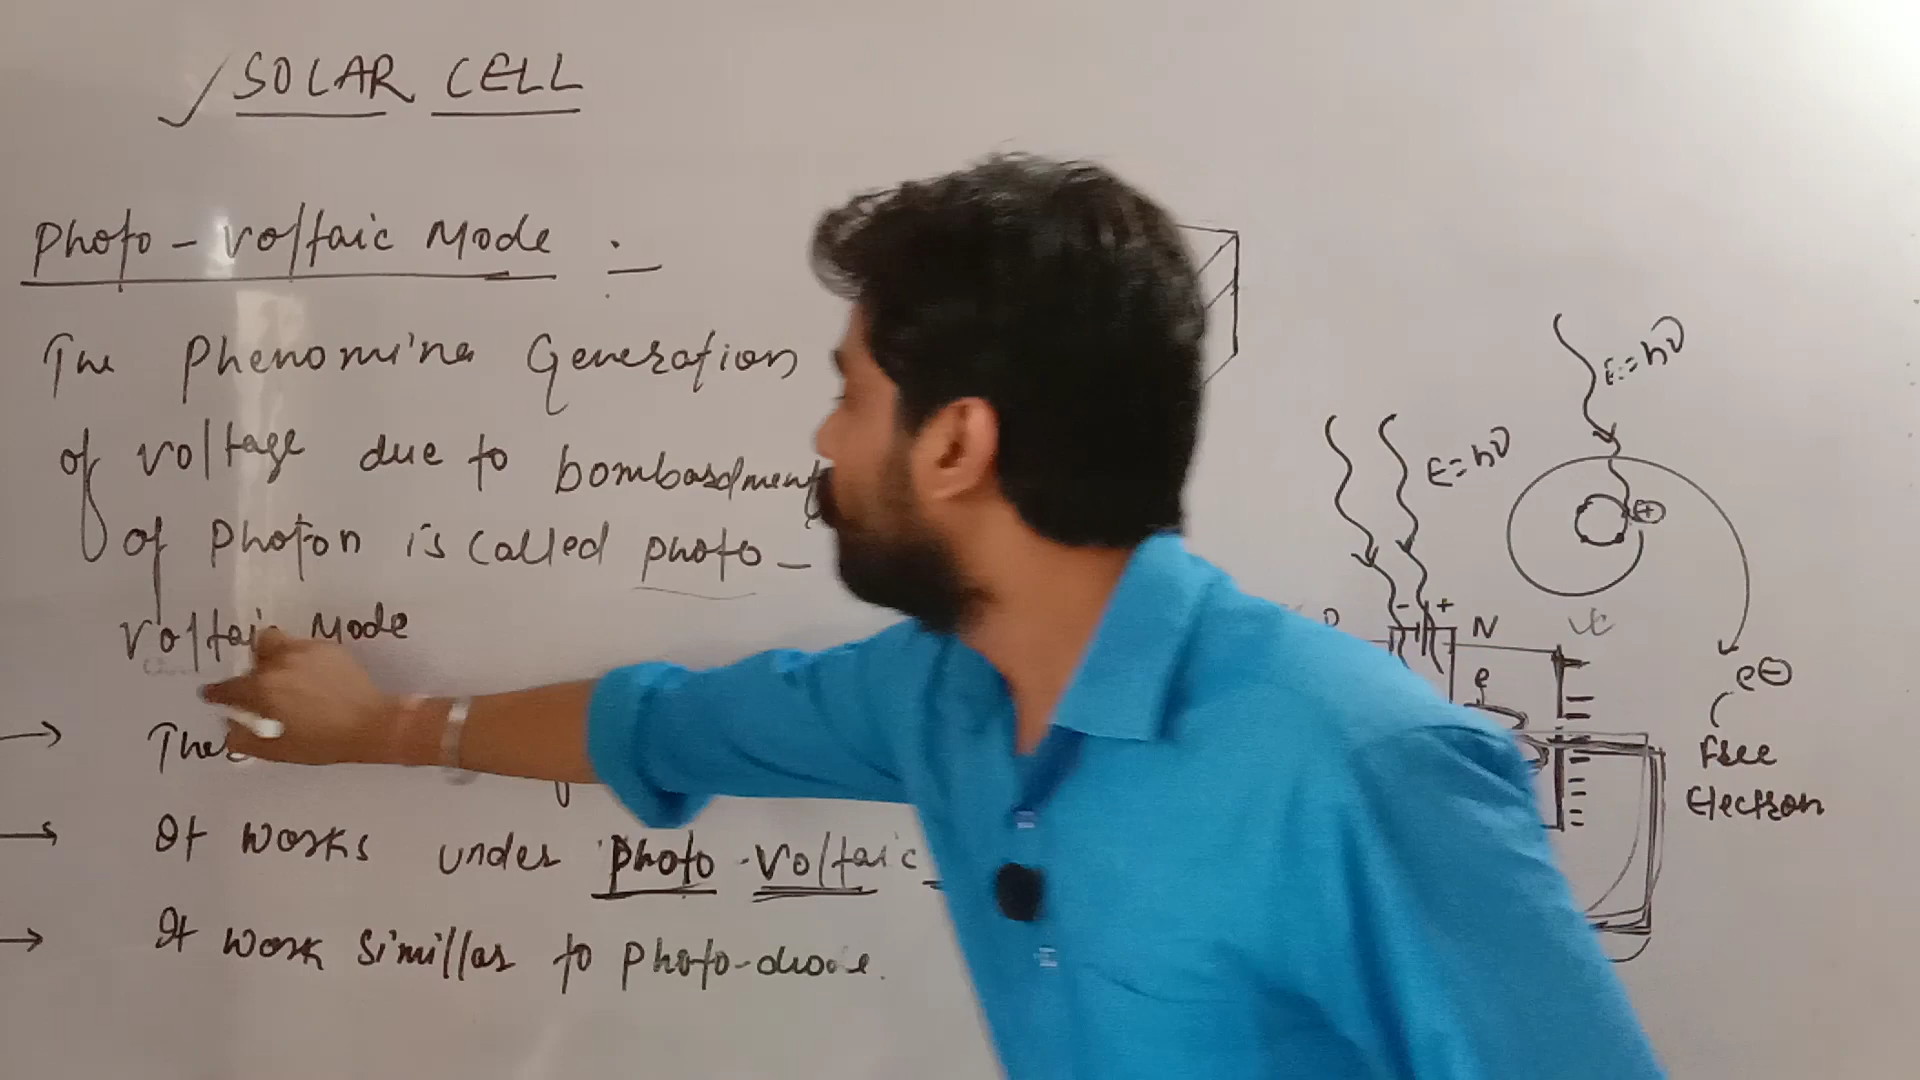 SOLAR CELL
Photo-voltaic Mode :-
The Phenomina Generation
of voltage due to bombardment
of Photon is called photo-
voltaic Mode
It works under photo-voltaic
It work Simillar to photo-diode.
E=hν
E=hν
- +
N
e
+
e⊖
Free
Electron